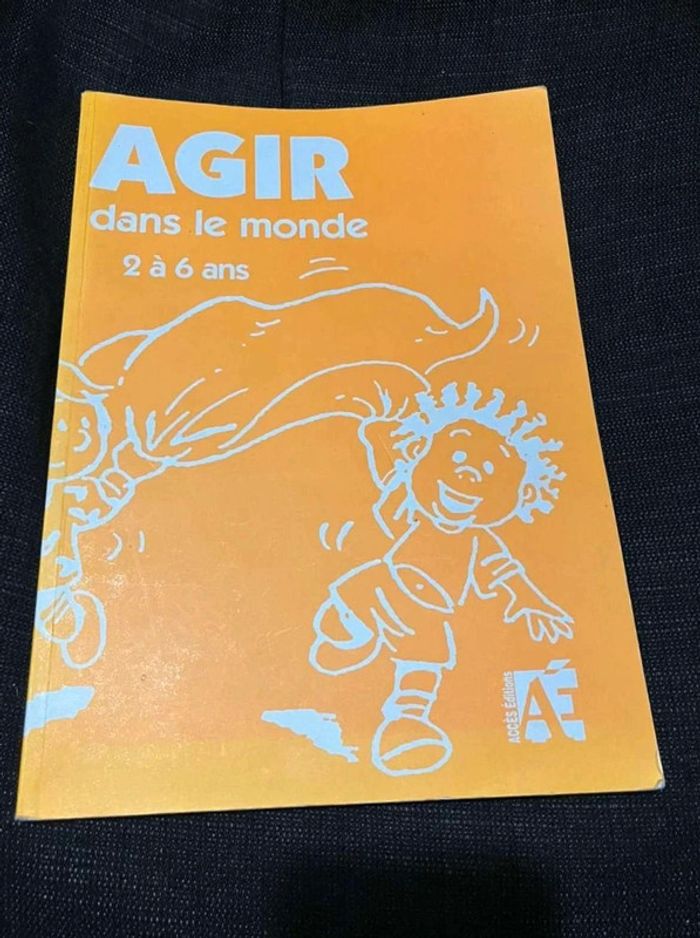 AGIR
dans le monde
2 à 6 ans
ACCÈS Éditions
AÉ